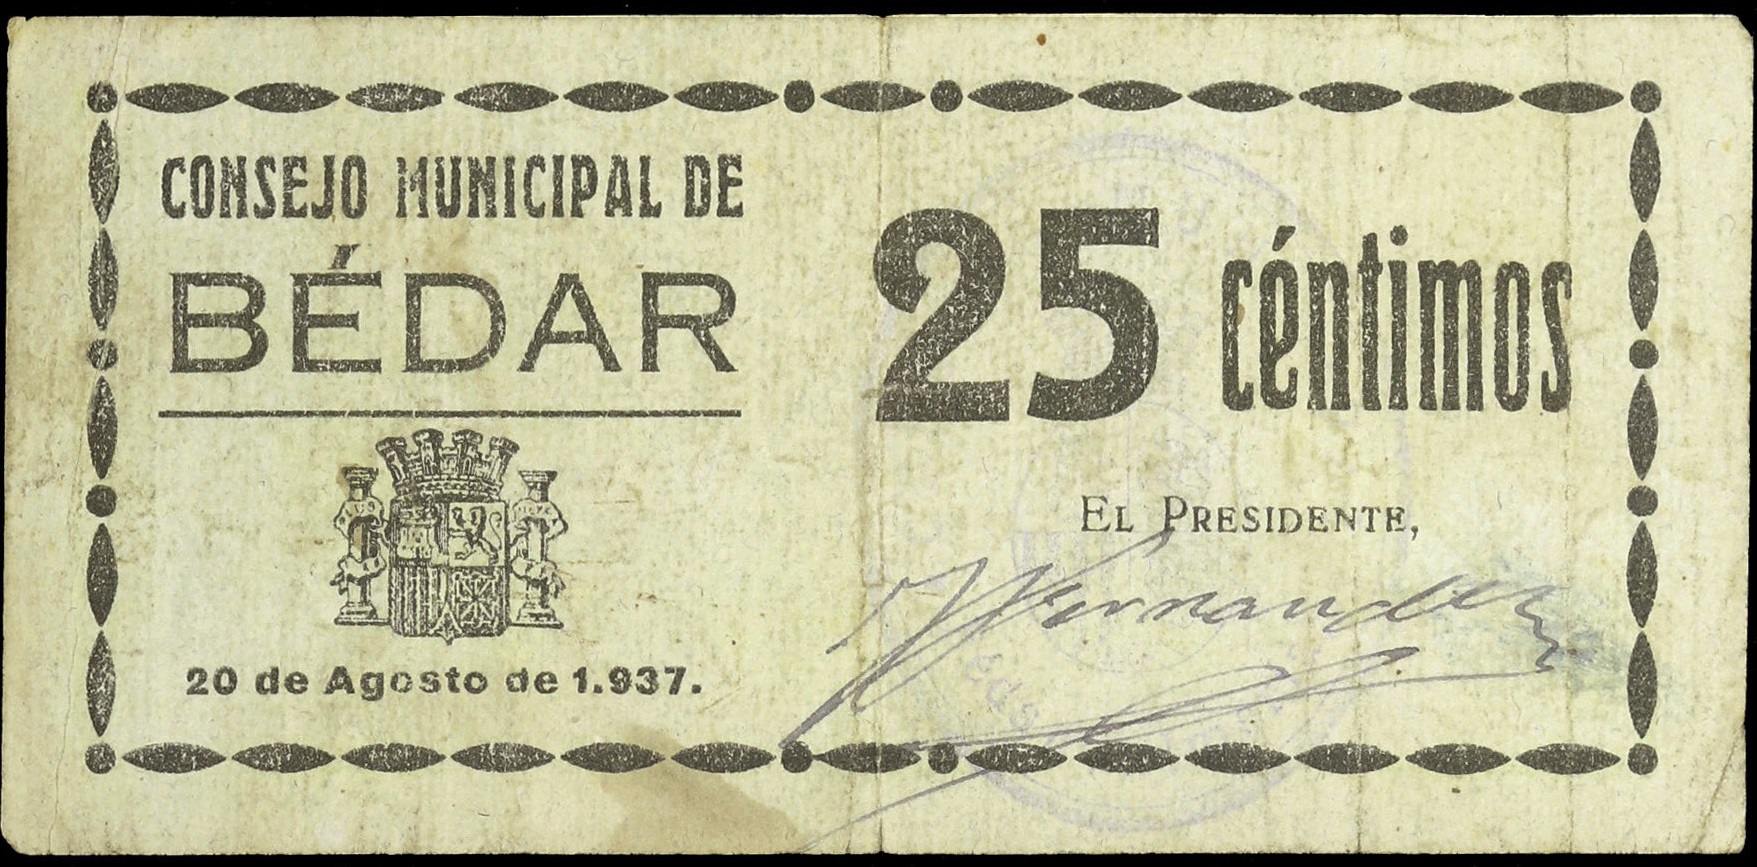 CONSEJO MUNICIPAL DE
BÉDAR
25 céntimos
EL PRESIDENTE,
20 de Agosto de 1.937.